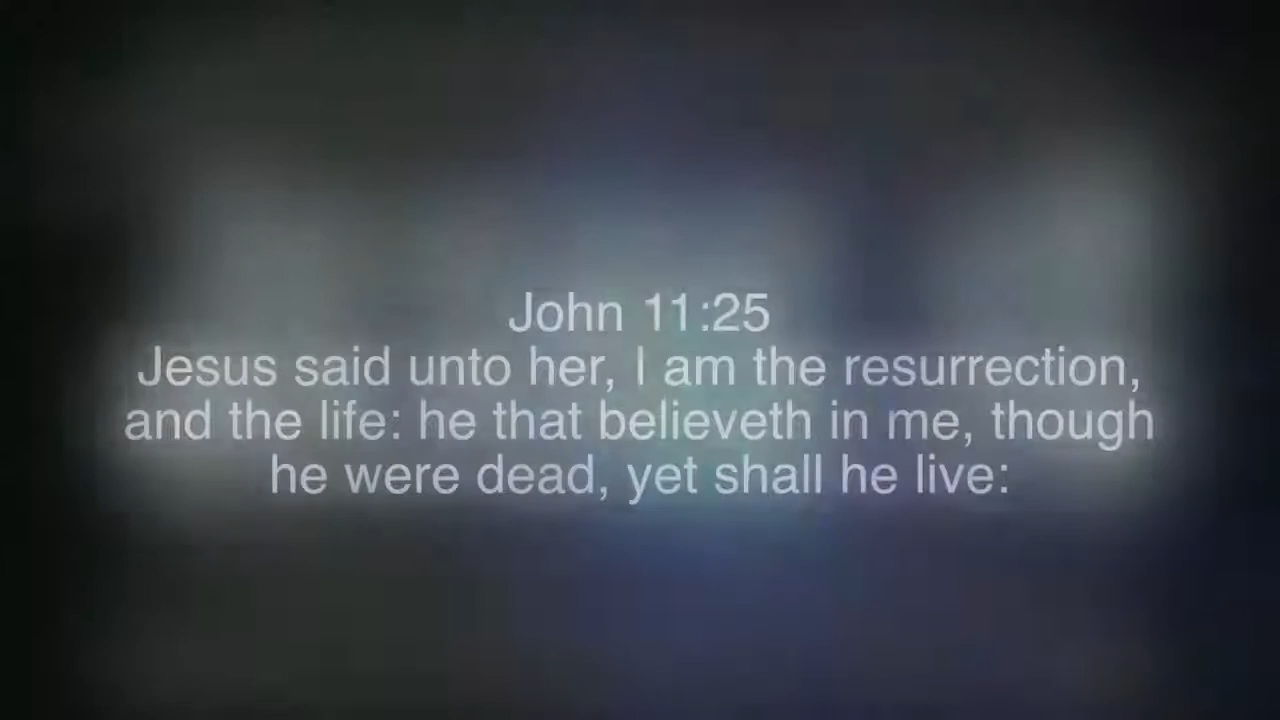 John 11:25
Jesus said unto her, I am the resurrection,
and the life: he that believeth in me, though
he were dead, yet shall he live: